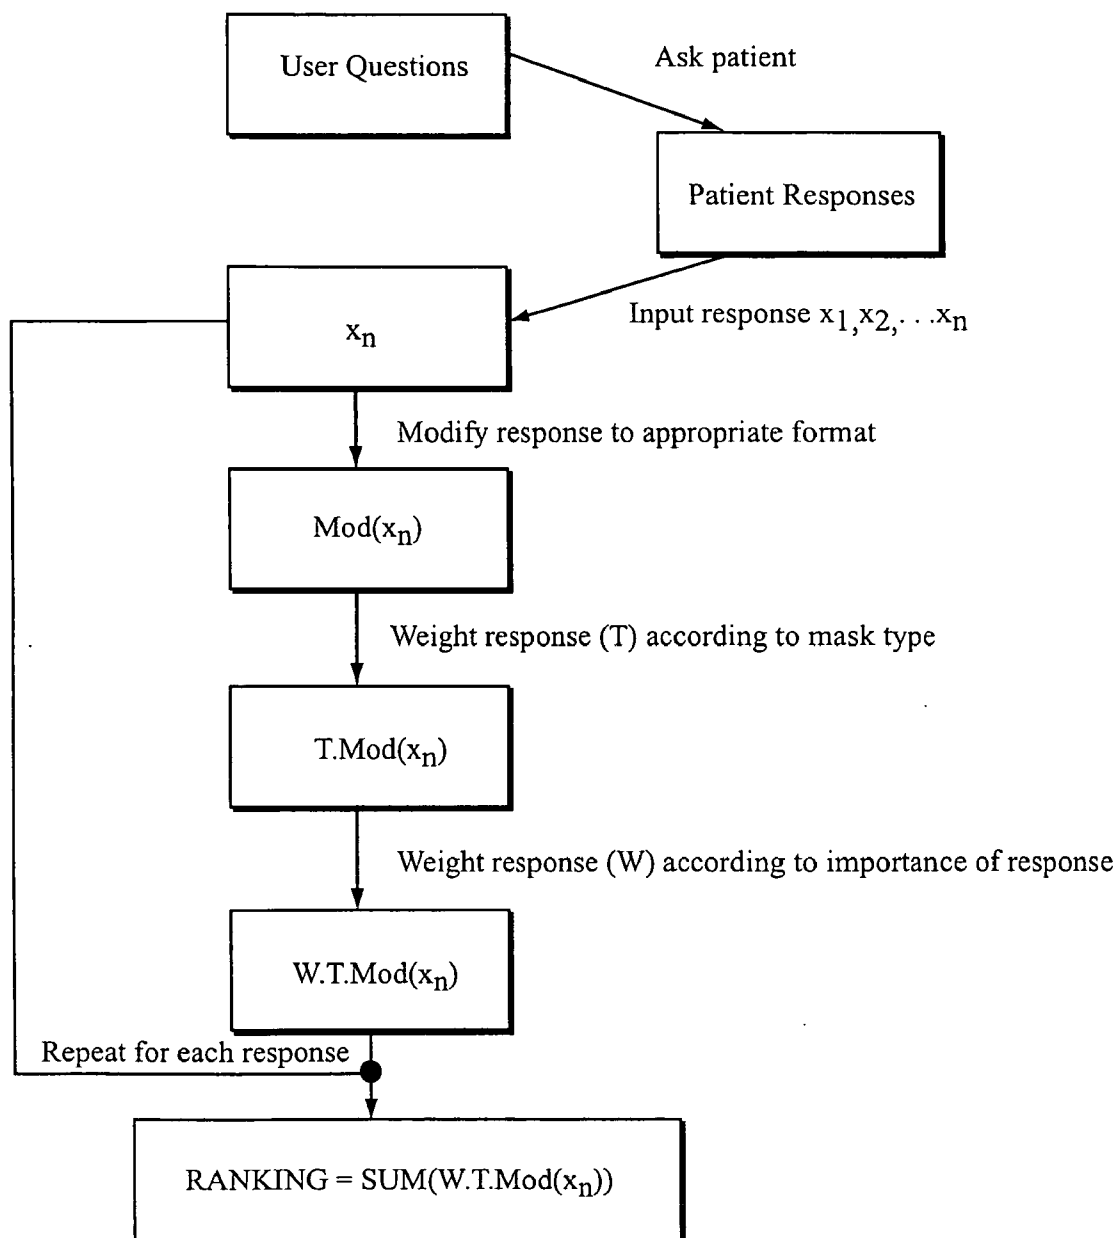 User Questions
Ask patient
Patient Responses
Input response x1,x2,. . .xn
xn
Modify response to appropriate format
Mod(xn)
Weight response (T) according to mask type
T.Mod(xn)
Weight response (W) according to importance of response
W.T.Mod(xn)
Repeat for each response
RANKING = SUM(W.T.Mod(xn))